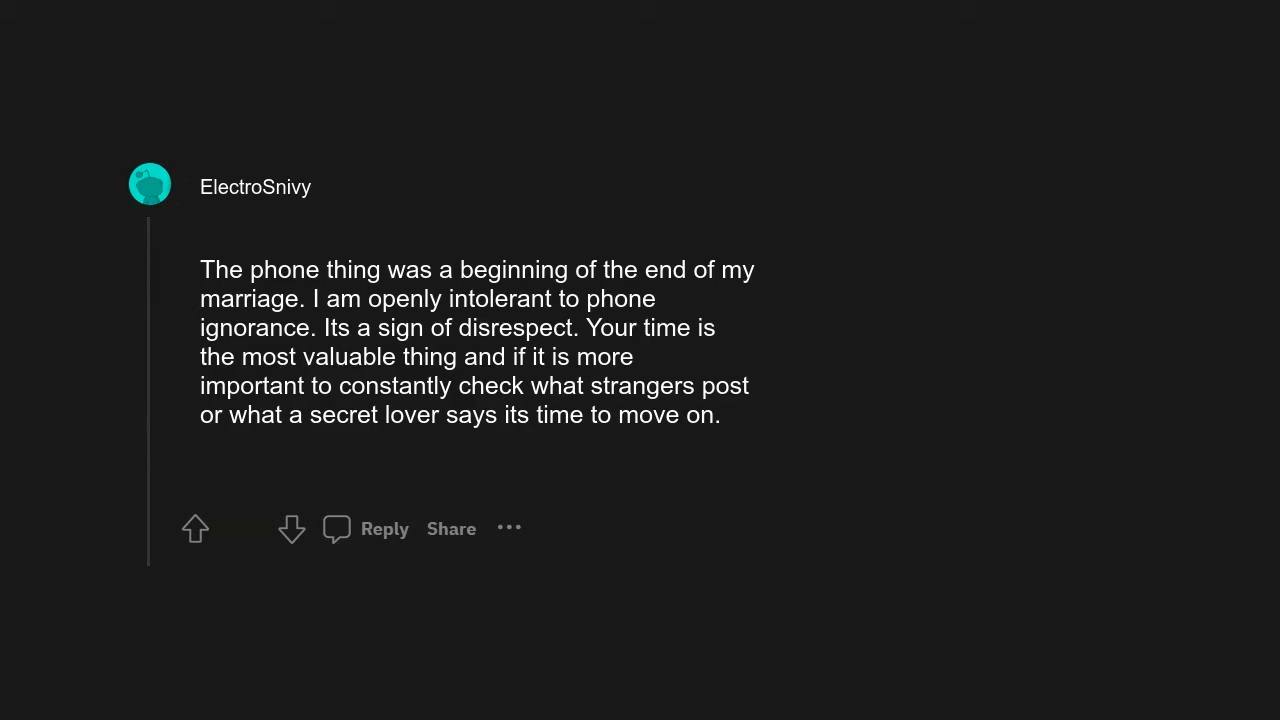 ElectroSnivy
The phone thing was a beginning of the end of my
marriage. I am openly intolerant to phone
ignorance. Its a sign of disrespect. Your time is
the most valuable thing and if it is more
important to constantly check what strangers post
or what a secret lover says its time to move on.
Reply Share